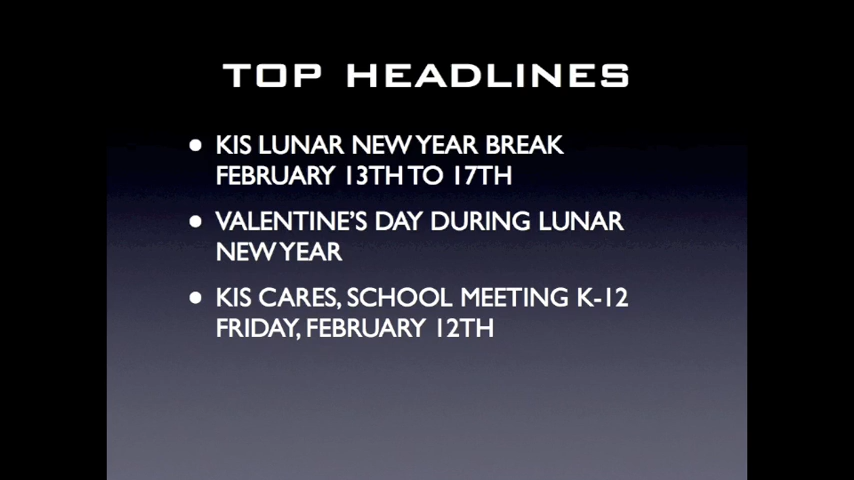 TOP HEADLINES
• KIS LUNAR NEW YEAR BREAK
FEBRUARY 13TH TO 17TH
• VALENTINE'S DAY DURING LUNAR
NEW YEAR
• KIS CARES, SCHOOL MEETING K-12
FRIDAY, FEBRUARY 12TH